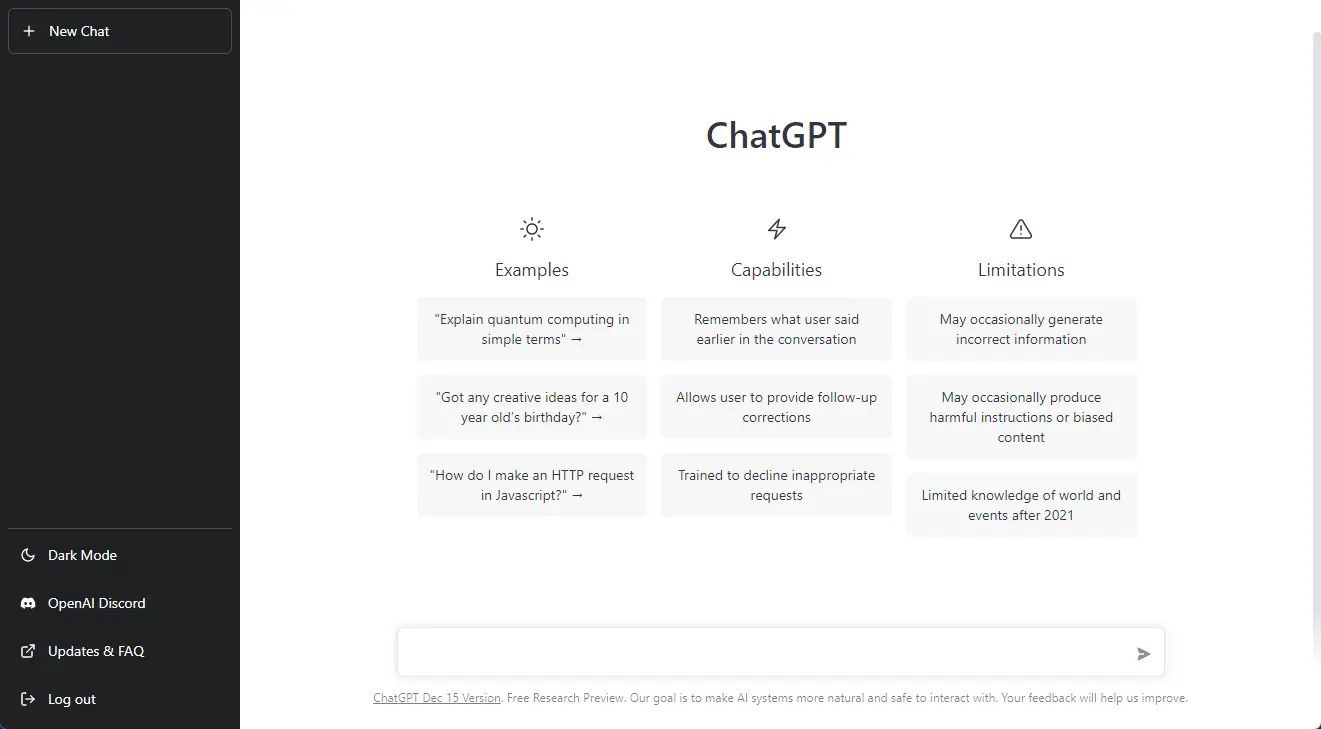 New Chat
ChatGPT
Examples
"Explain quantum computing in
simple terms" →
"Got any creative ideas for a 10
year old's birthday?" →
"How do I make an HTTP request
in Javascript?" →
Capabilities
Remembers what user said
earlier in the conversation
Allows user to provide follow-up
corrections
Trained to decline inappropriate
requests
Limitations
May occasionally generate
incorrect information
May occasionally produce
harmful instructions or biased
content
Limited knowledge of world and
events after 2021
Dark Mode
OpenAI Discord
Updates & FAQ
Log out
ChatGPT Dec 15 Version. Free Research Preview. Our goal is to make AI systems more natural and safe to interact with. Your feedback will help us improve.